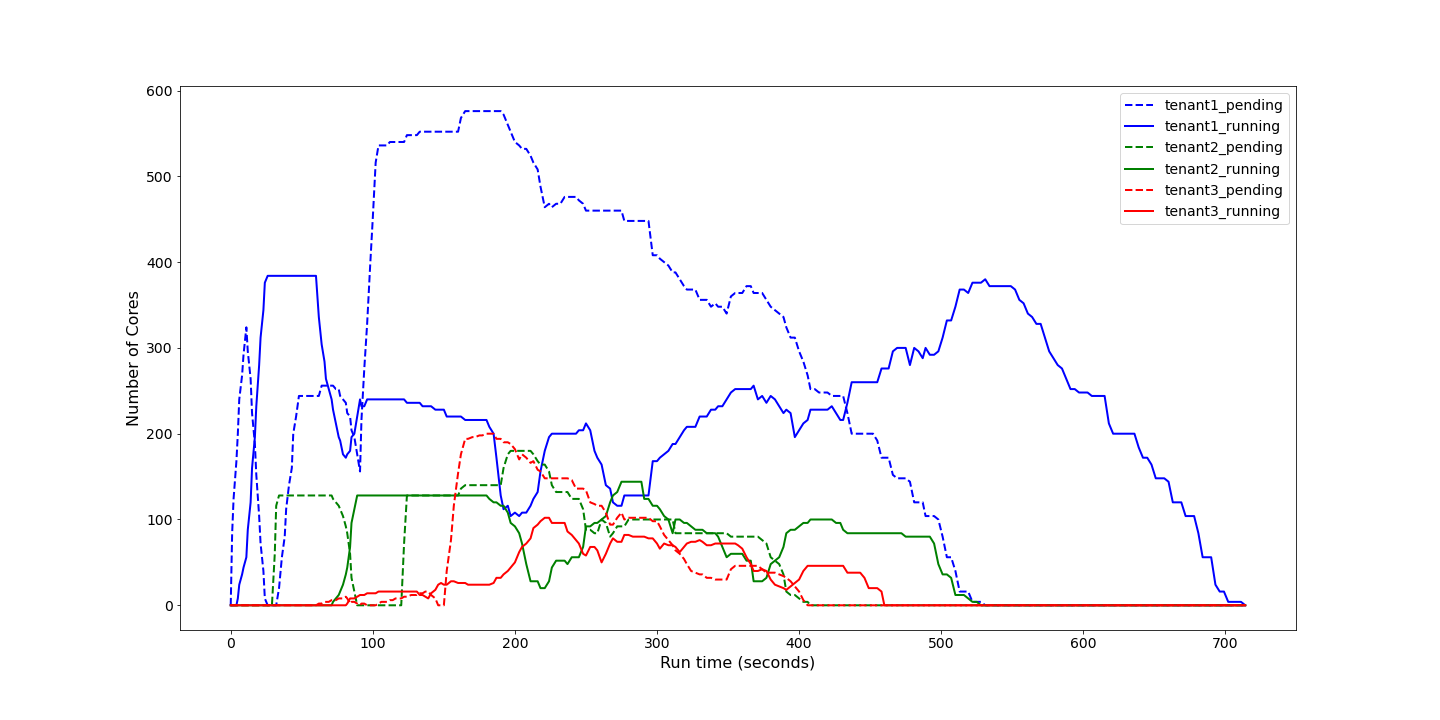 600
500
400
300
200
100
0
Number of Cores
0 100 200 300 400 500 600 700
Run time (seconds)
tenant1_pending
tenant1_running
tenant2_pending
tenant2_running
tenant3_pending
tenant3_running